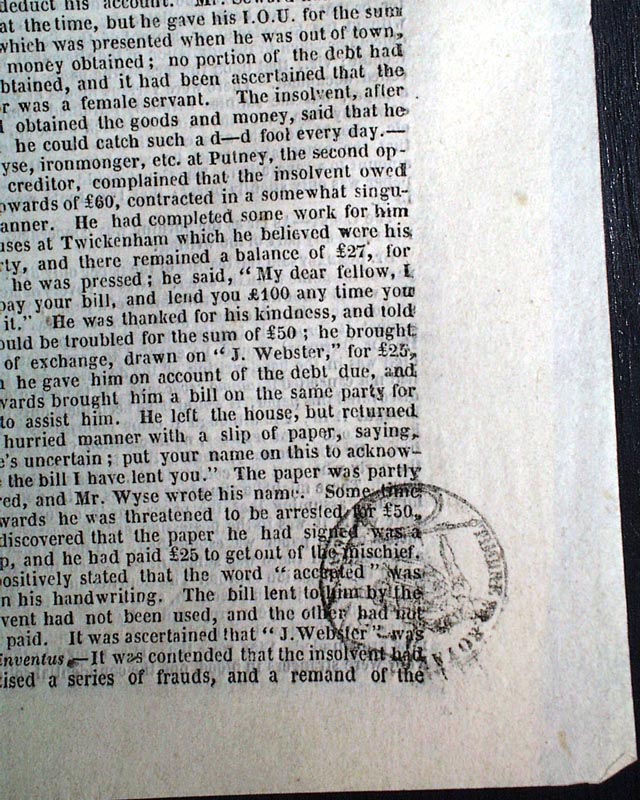 deduct his account. Mr.
at the time, but he gave his I.O.U. for the sum
which was presented when he was out of town,
money obtained; no portion of the debt had
btained, and it had been ascertained that the
r was a female servant. The insolvent, after
d obtained the goods and money, said that he
he could catch such a d—d fool every day.—
yse, ironmonger, etc. at Putney, the second op-
creditor, complained that the insolvent owed
pwards of £60, contracted in a somewhat singu-
anner. He had completed some work for him
uses at Twickenham which he believed were his
rty, and there remained a balance of £27, for
he was pressed; he said, "My dear fellow, I
pay your bill, and lend you £100 any time you
it." He was thanked for his kindness, and told
ould be troubled for the sum of £50; he brought
of exchange, drawn on "J. Webster," for £25,
h he gave him on account of the debt due, and
wards brought him a bill on the same party for
to assist him. He left the house, but returned
hurried manner with a slip of paper, saying,
e's uncertain; put your name on this to acknow-
the bill I have lent you." The paper was partly
red, and Mr. Wyse wrote his name. Some time
wards he was threatened to be arrested for £50,
discovered that the paper he had signed was a
p, and he had paid £25 to get out of the mischief.
positively stated that the word "accepted" was
n his handwriting. The bill lent to him by the
vent had not been used, and the other had not
paid. It was ascertained that "J. Webster" was
inventus.—It was contended that the insolvent had
tised a series of frauds, and a remand of the
TIMBRE ROYAL